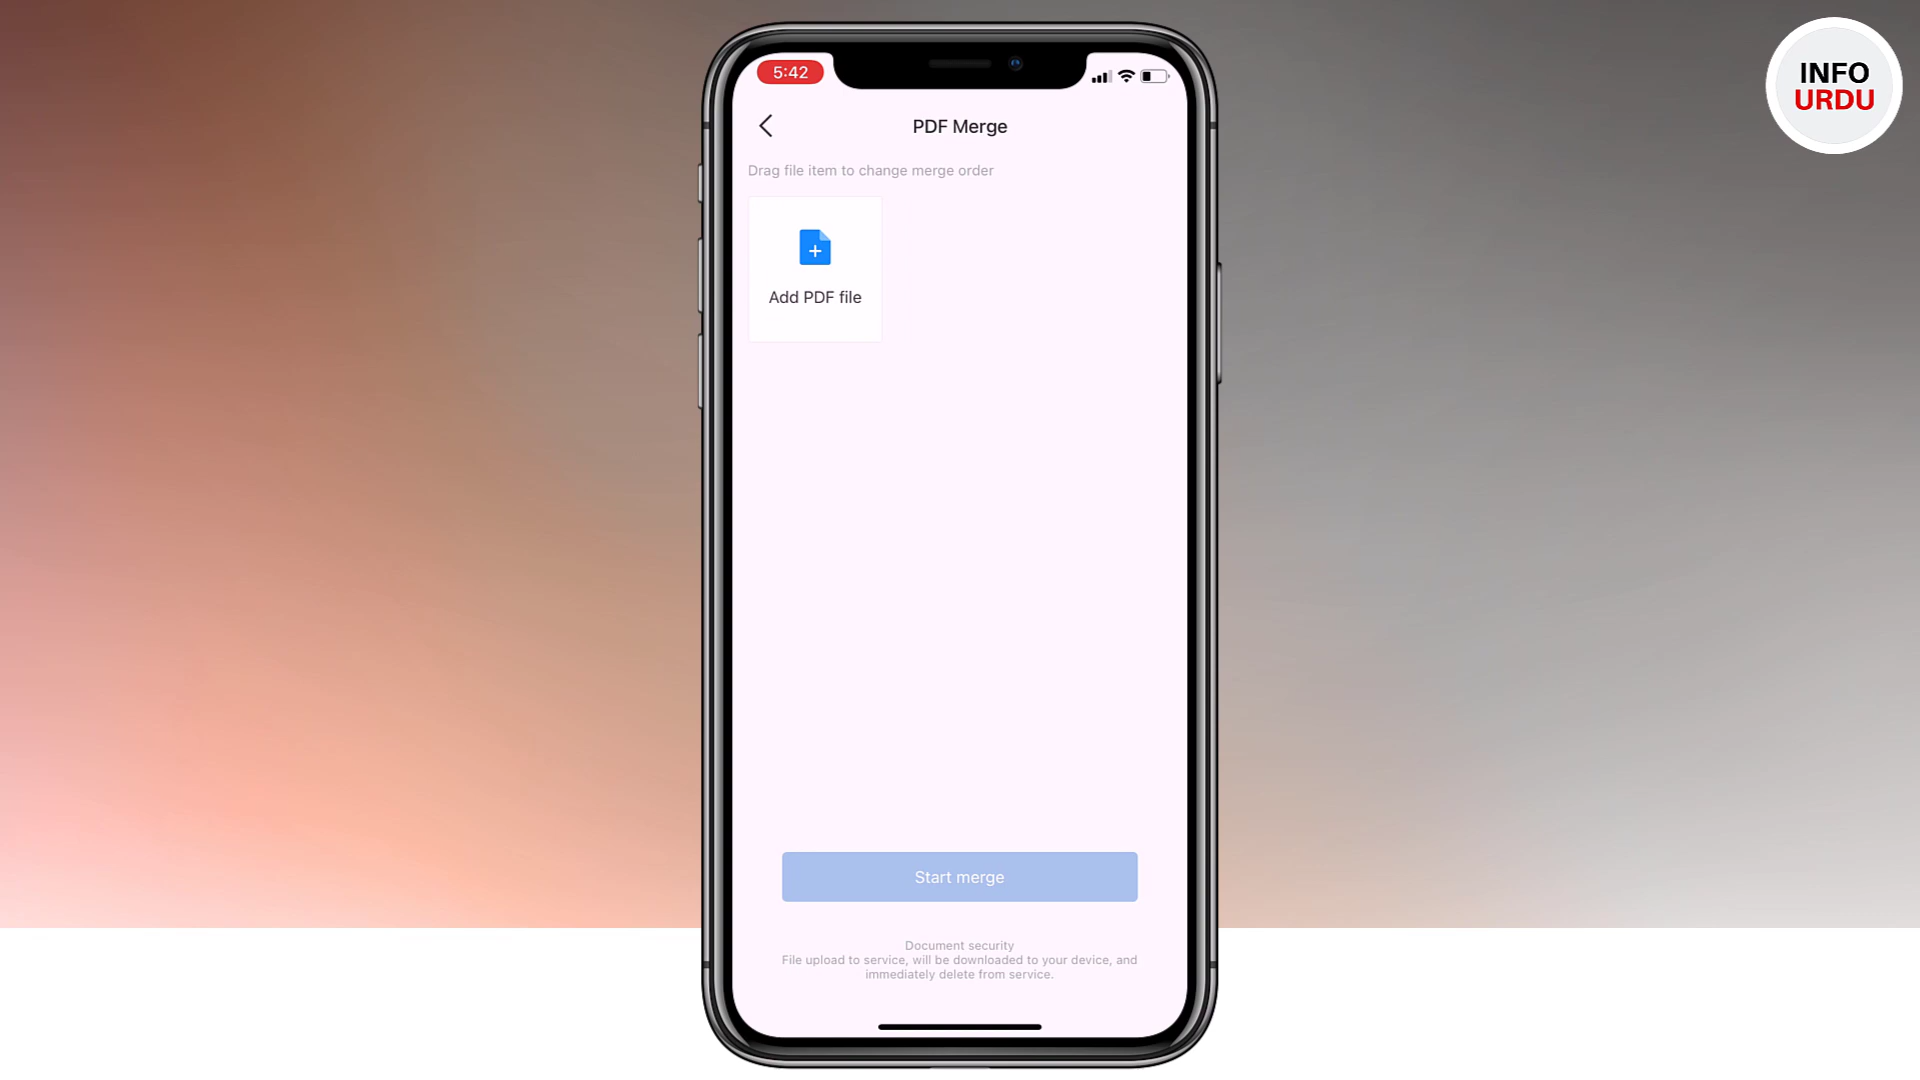 5:42
INFO
URDU
PDF Merge
Drag file item to change merge order
Add PDF file
Start merge
Document security
File upload to service, will be downloaded to your device, and
immediately delete from service.